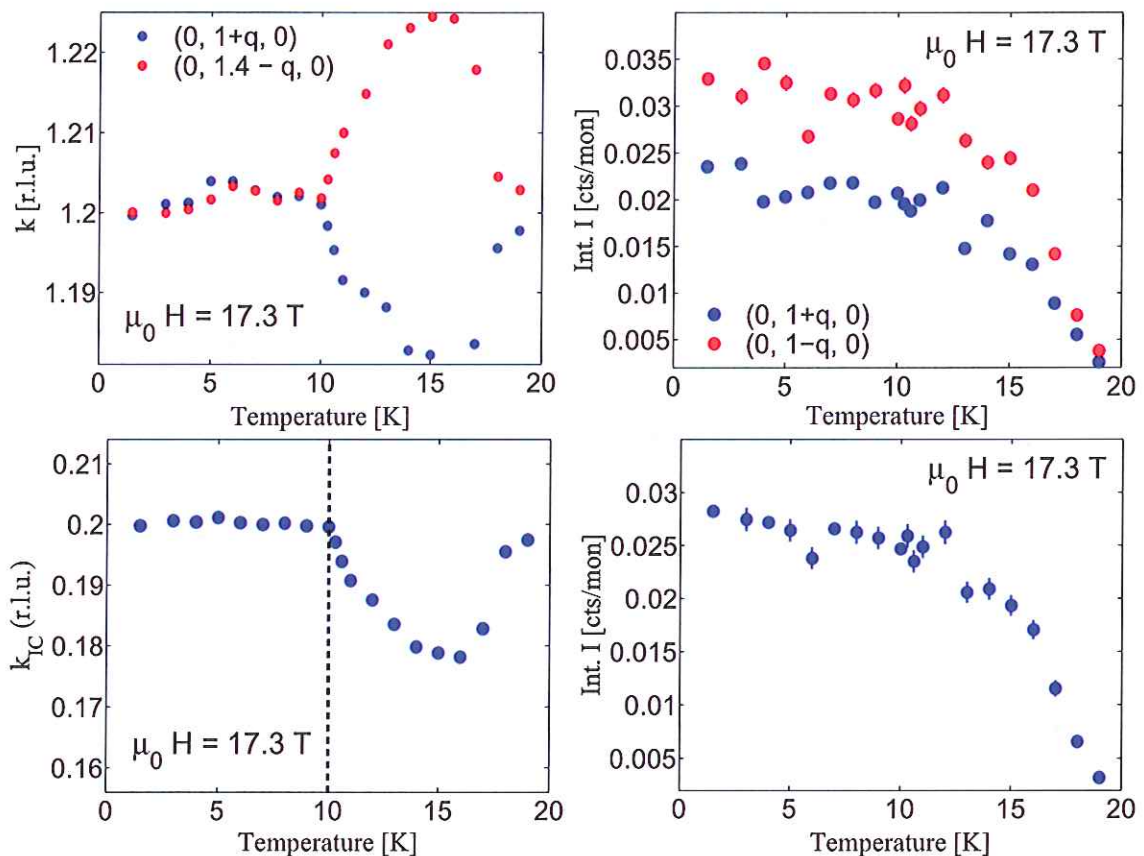 μ₀ H = 17.3 T
(0, 1+q, 0)
(0, 1.4 − q, 0)
k [r.l.u.]
1.22
1.21
1.2
1.19
0
5
10
15
20
Temperature [K]
μ₀ H = 17.3 T
(0, 1+q, 0)
(0, 1−q, 0)
Int. I [cts/mon]
0.035
0.03
0.025
0.02
0.015
0.01
0.005
0
5
10
15
20
Temperature [K]
μ₀ H = 17.3 T
k_IC (r.l.u.)
0.21
0.2
0.19
0.18
0.17
0.16
0
5
10
15
20
Temperature [K]
μ₀ H = 17.3 T
Int. I [cts/mon]
0.03
0.025
0.02
0.015
0.01
0.005
0
5
10
15
20
Temperature [K]